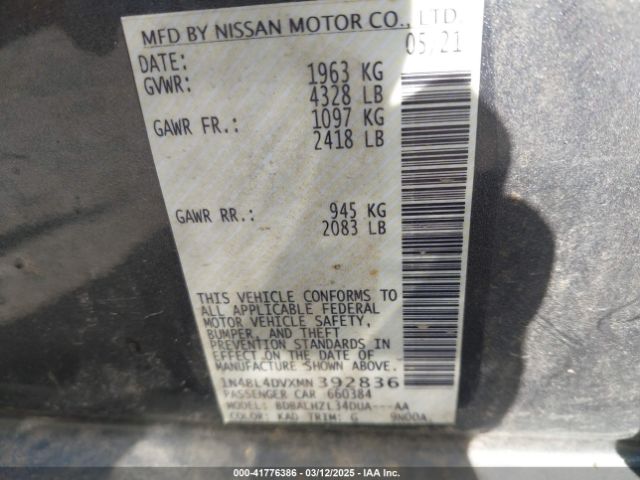 MFD BY NISSAN MOTOR CO., LTD.
DATE: 05/21
GVWR: 1963 KG
4328 LB
GAWR FR.: 1097 KG
2418 LB
GAWR RR.: 945 KG
2083 LB
THIS VEHICLE CONFORMS TO
ALL APPLICABLE FEDERAL
MOTOR VEHICLE SAFETY,
BUMPER, AND THEFT
PREVENTION STANDARDS IN
EFFECT ON THE DATE OF
MANUFACTURE SHOWN ABOVE.
1N4BL4DVXMN392836
PASSENGER CAR 660384
MODEL: BDBALHZL34DUA---AA
COLOR: KAD TRIM: G 9N00A.
© IAA - 41776386 | 03/12/2025 - IAAI.COM